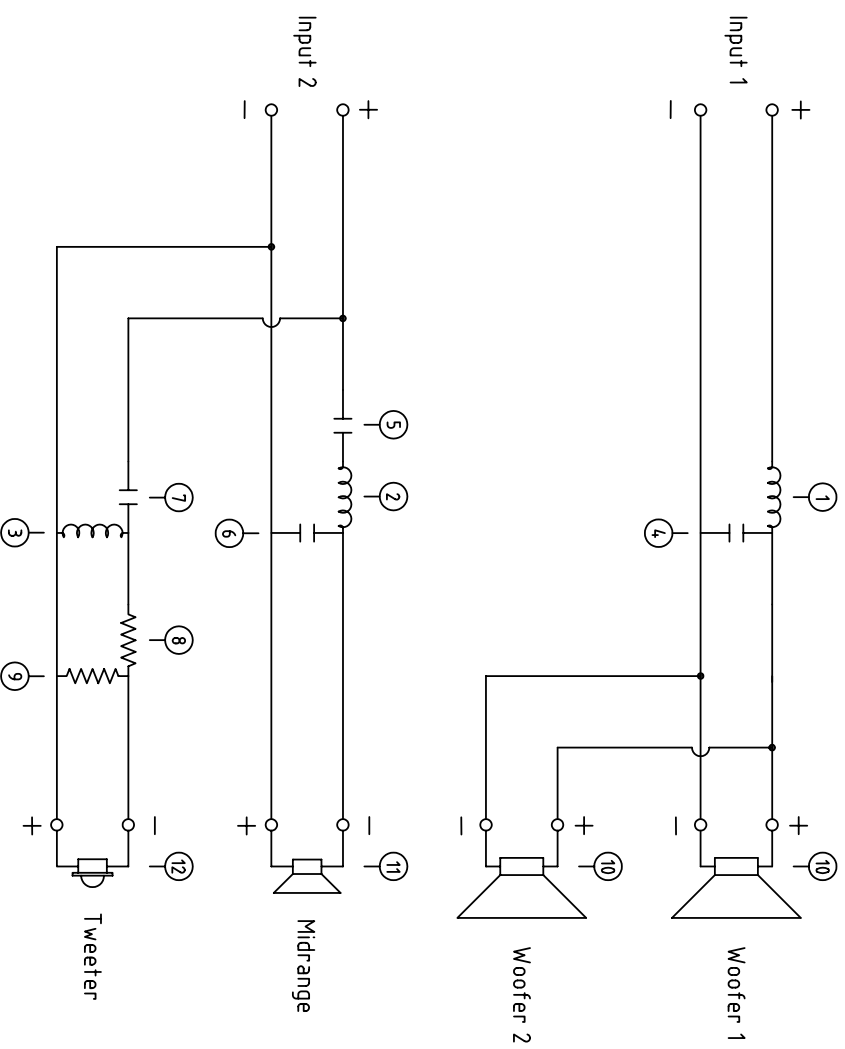 1 10
+ +
Input 1 Woofer 1
− −
4
10
+
Woofer 2
−
5 2 11
+ −
Input 2 Midrange
− +
6
7 8 12
−
Tweeter
+
3 9